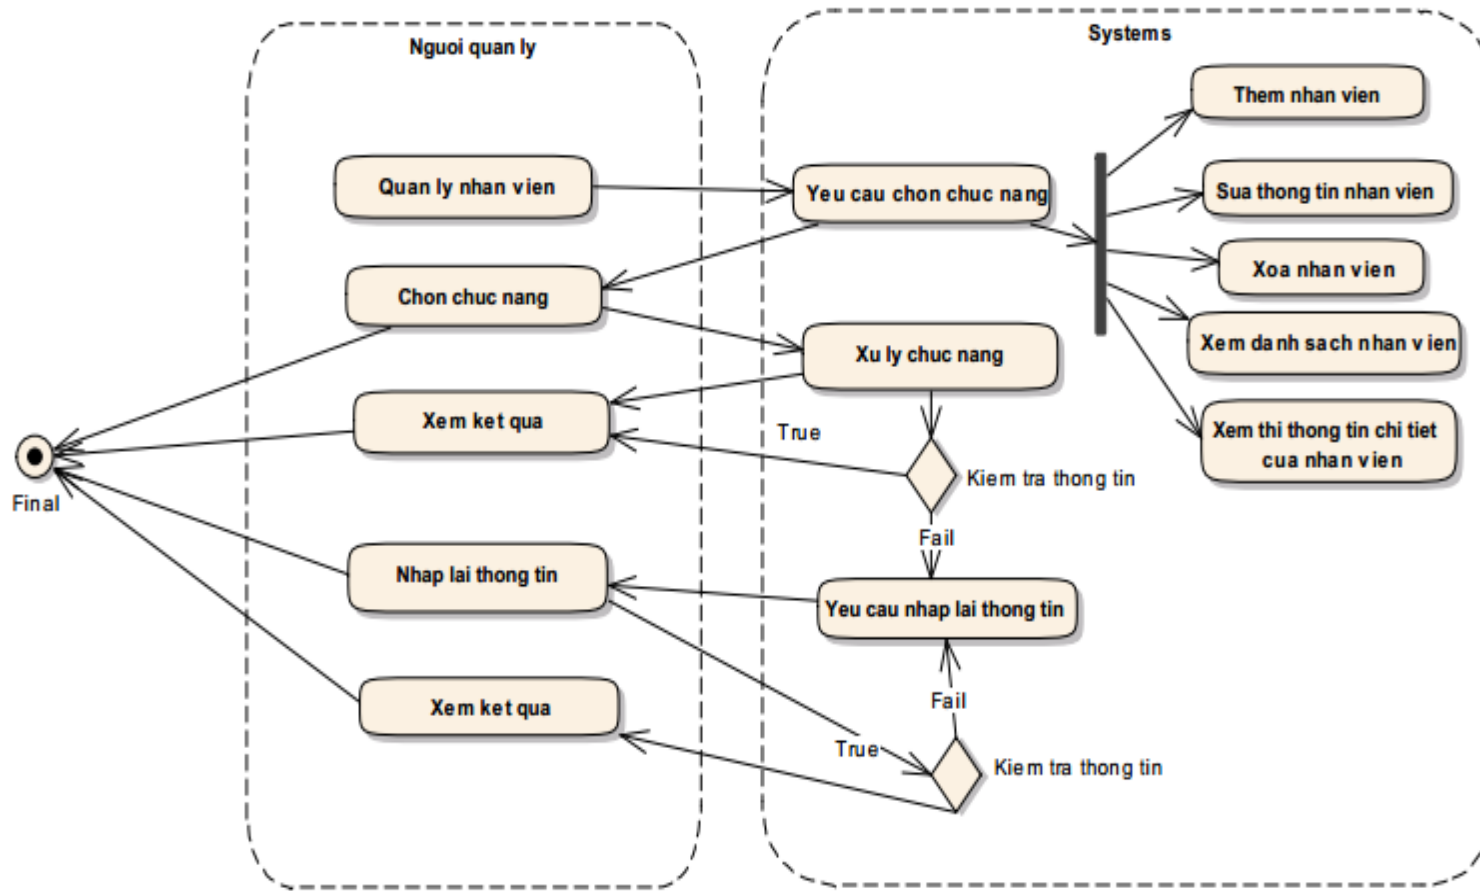 Nguoi quan ly
Systems
Quan ly nhan vien
Yeu cau chon chuc nang
Them nhan vien
Sua thong tin nhan vien
Xoa nhan vien
Xem danh sach nhan vien
Xem thi thong tin chi tiet
cua nhan vien
Chon chuc nang
Xu ly chuc nang
Xem ket qua
True
Kiem tra thong tin
Fail
Final
Nhap lai thong tin
Yeu cau nhap lai thong tin
Xem ket qua
Fail
True
Kiem tra thong tin